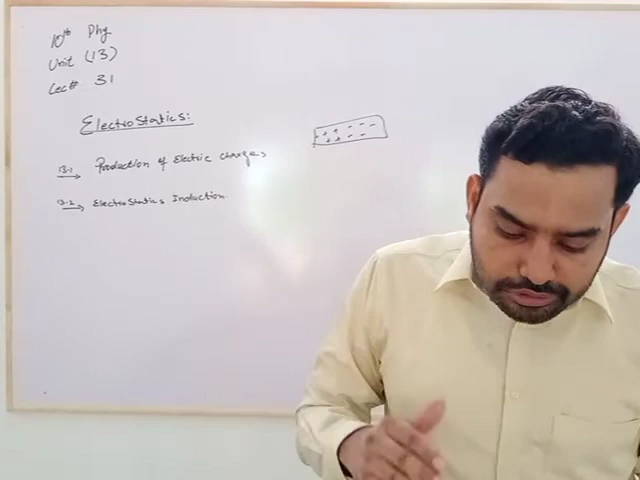 10th Phy
Unit (13)
Lec# 31
ElectroStatics:
13.1 → Production of Electric Charges
13.2 → ElectroStatics Induction.
+ + + - - -
+ + - -